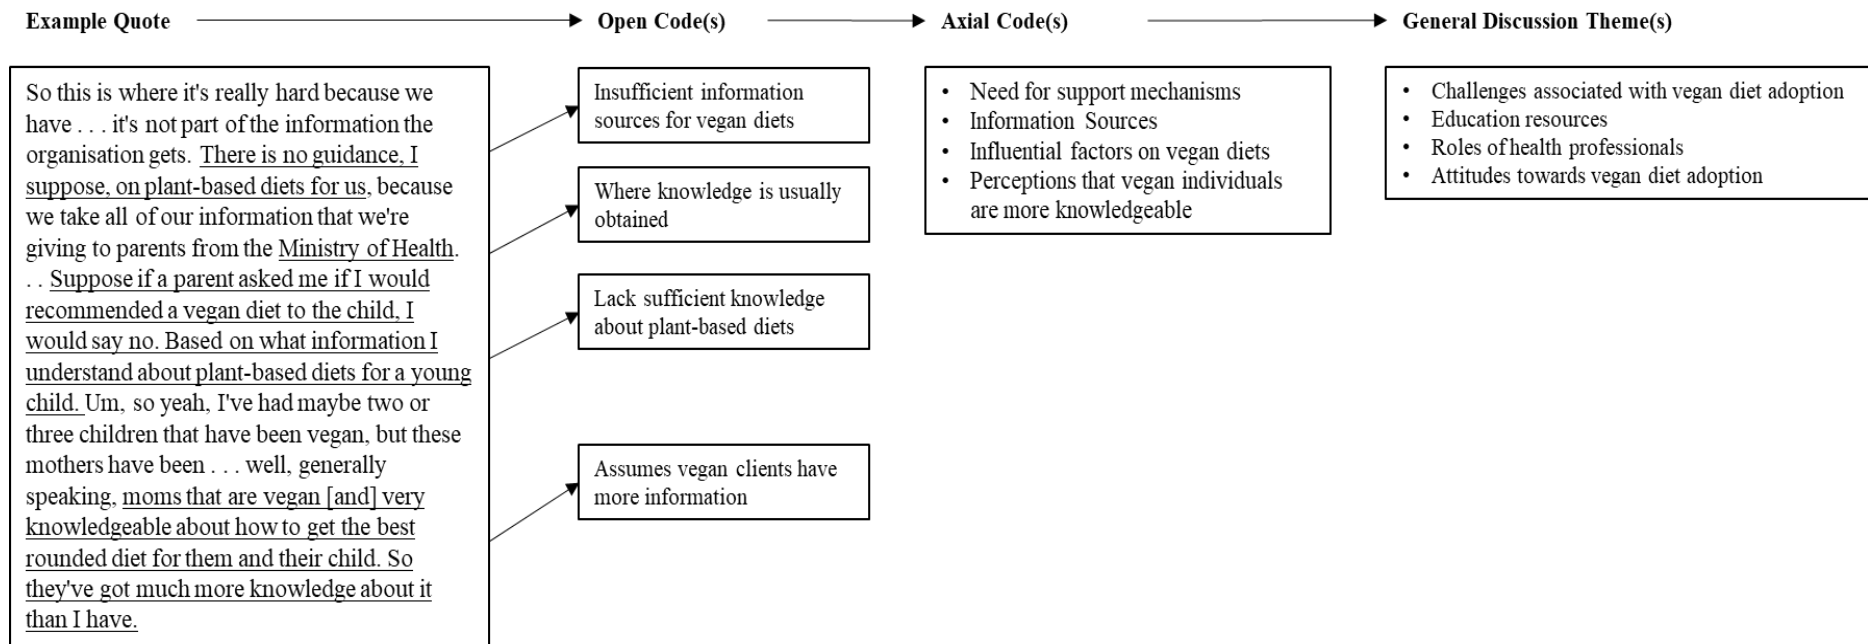 Example Quote
Open Code(s)
Axial Code(s)
General Discussion Theme(s)
So this is where it's really hard because we
have . . . it's not part of the information the
organisation gets. There is no guidance, I
suppose, on plant-based diets for us, because
we take all of our information that we're
giving to parents from the Ministry of Health.
. . Suppose if a parent asked me if I would
recommended a vegan diet to the child, I
would say no. Based on what information I
understand about plant-based diets for a young
child. Um, so yeah, I've had maybe two or
three children that have been vegan, but these
mothers have been . . . well, generally
speaking, moms that are vegan [and] very
knowledgeable about how to get the best
rounded diet for them and their child. So
they've got much more knowledge about it
than I have.
Insufficient information
sources for vegan diets
Where knowledge is usually
obtained
Lack sufficient knowledge
about plant-based diets
Assumes vegan clients have
more information
• Need for support mechanisms
• Information Sources
• Influential factors on vegan diets
• Perceptions that vegan individuals
are more knowledgeable
• Challenges associated with vegan diet adoption
• Education resources
• Roles of health professionals
• Attitudes towards vegan diet adoption